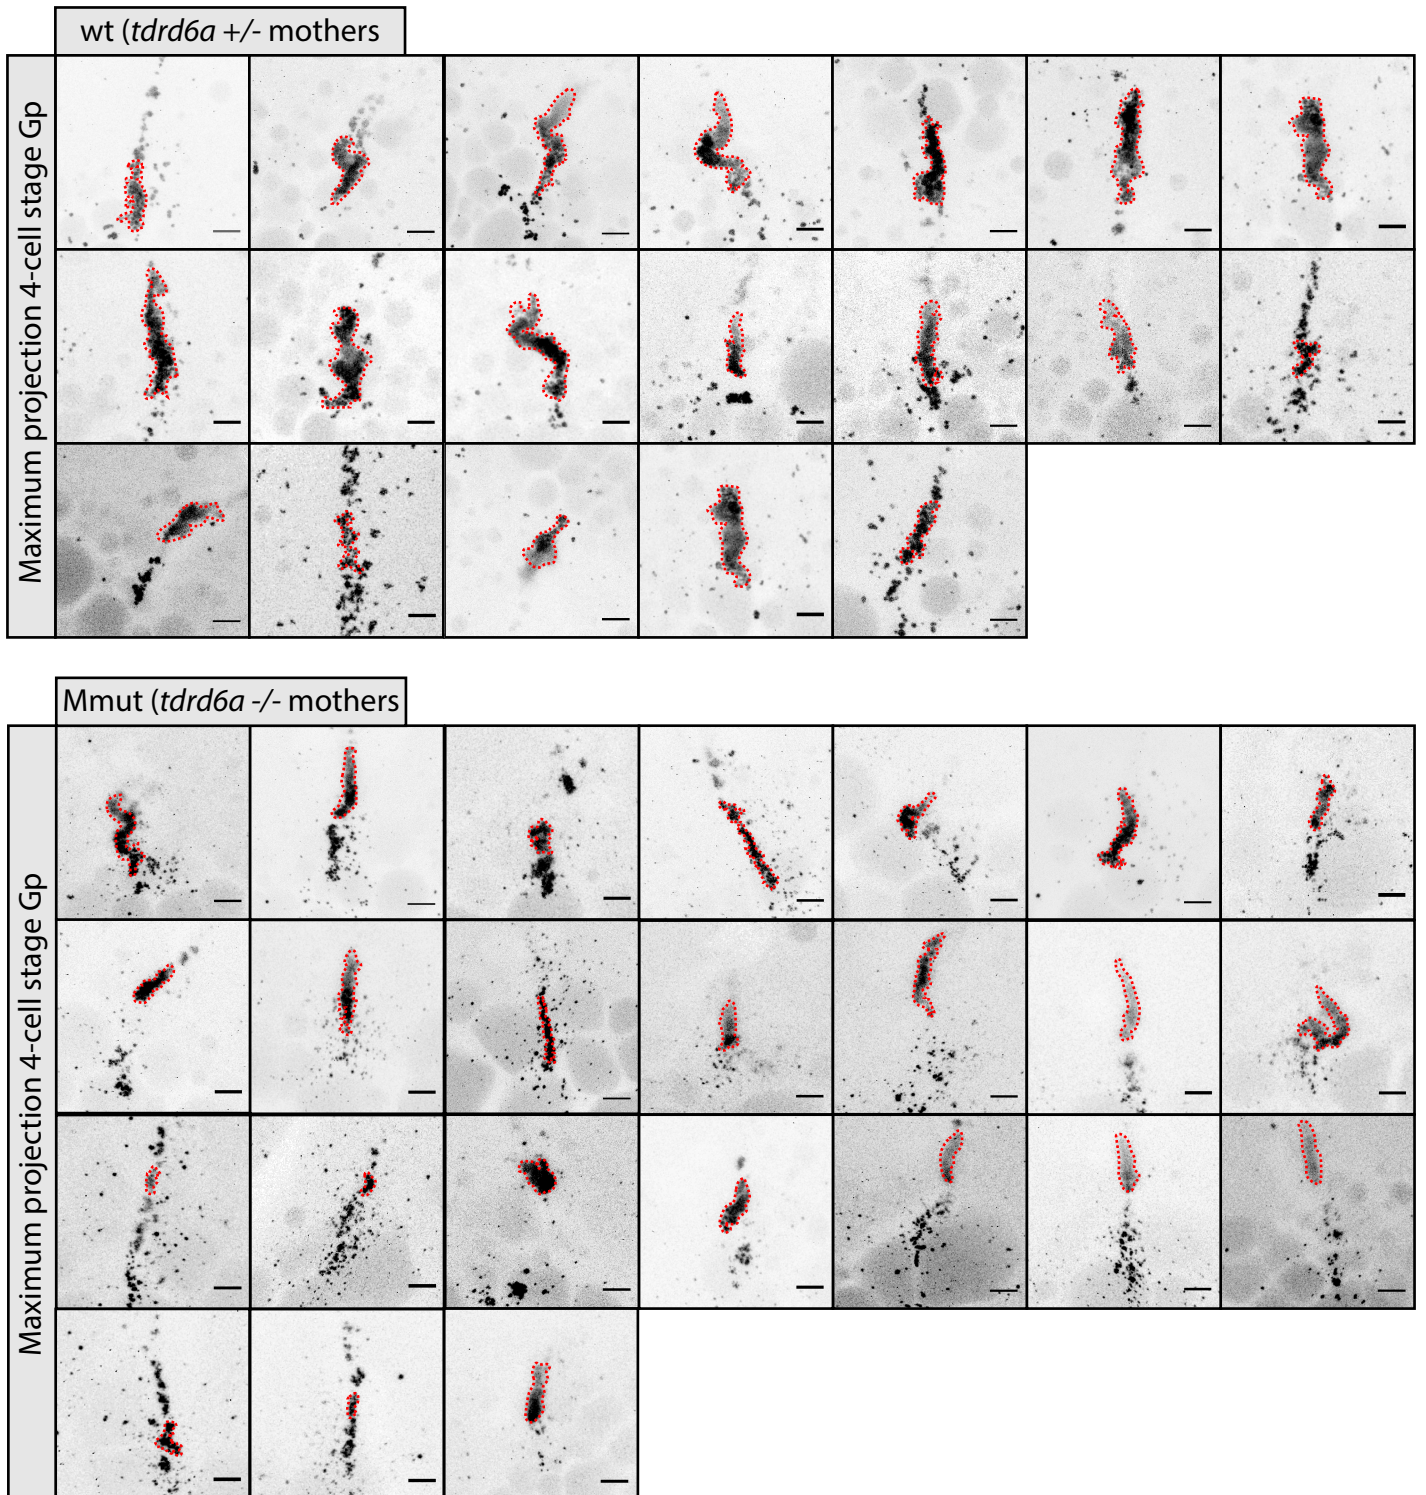 wt (tdrd6a +/- mothers
Maximum projection 4-cell stage Gp
Mmut (tdrd6a -/- mothers
Maximum projection 4-cell stage Gp